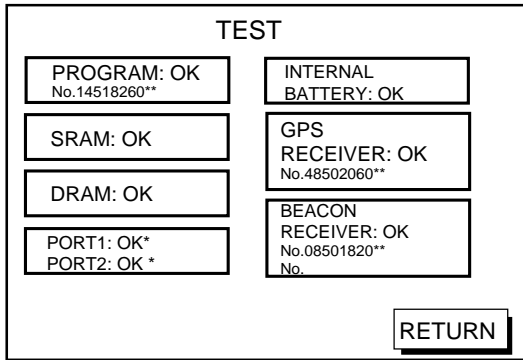 TEST
PROGRAM: OK
No.14518260**
SRAM: OK
DRAM: OK
PORT1: OK*
PORT2: OK *
INTERNAL
BATTERY: OK
GPS
RECEIVER: OK
No.48502060**
BEACON
RECEIVER: OK
No.08501820**
No.
RETURN